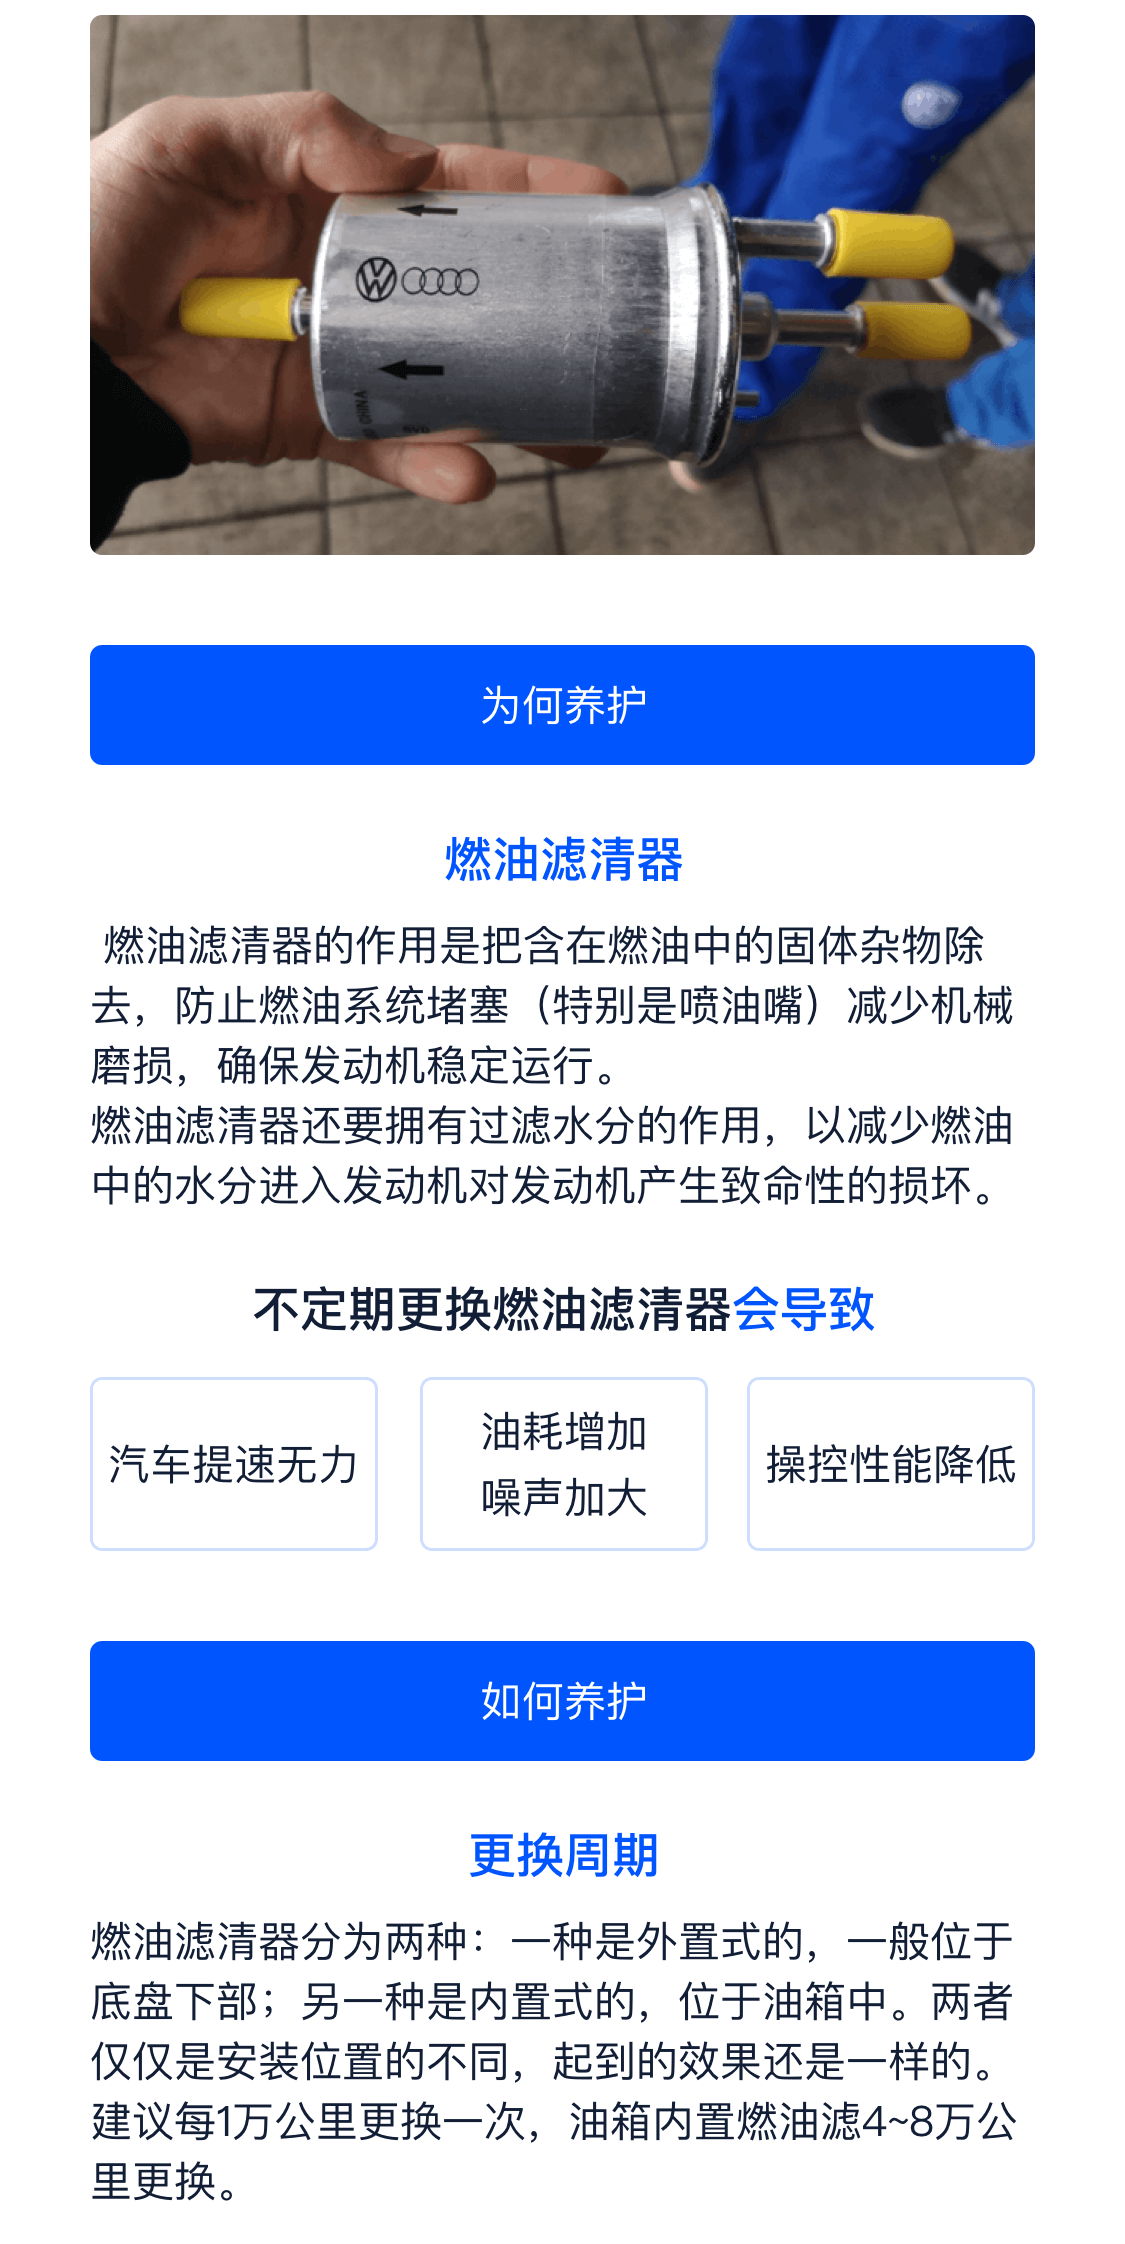 CHINA
为何养护
燃油滤清器
燃油滤清器的作用是把含在燃油中的固体杂物除
去，防止燃油系统堵塞（特别是喷油嘴）减少机械
磨损，确保发动机稳定运行。
燃油滤清器还要拥有过滤水分的作用，以减少燃油
中的水分进入发动机对发动机产生致命性的损坏。
不定期更换燃油滤清器会导致
汽车提速无力
油耗增加
噪声加大
操控性能降低
如何养护
更换周期
燃油滤清器分为两种：一种是外置式的，一般位于
底盘下部；另一种是内置式的，位于油箱中。两者
仅仅是安装位置的不同，起到的效果还是一样的。
建议每1万公里更换一次，油箱内置燃油滤4~8万公
里更换。